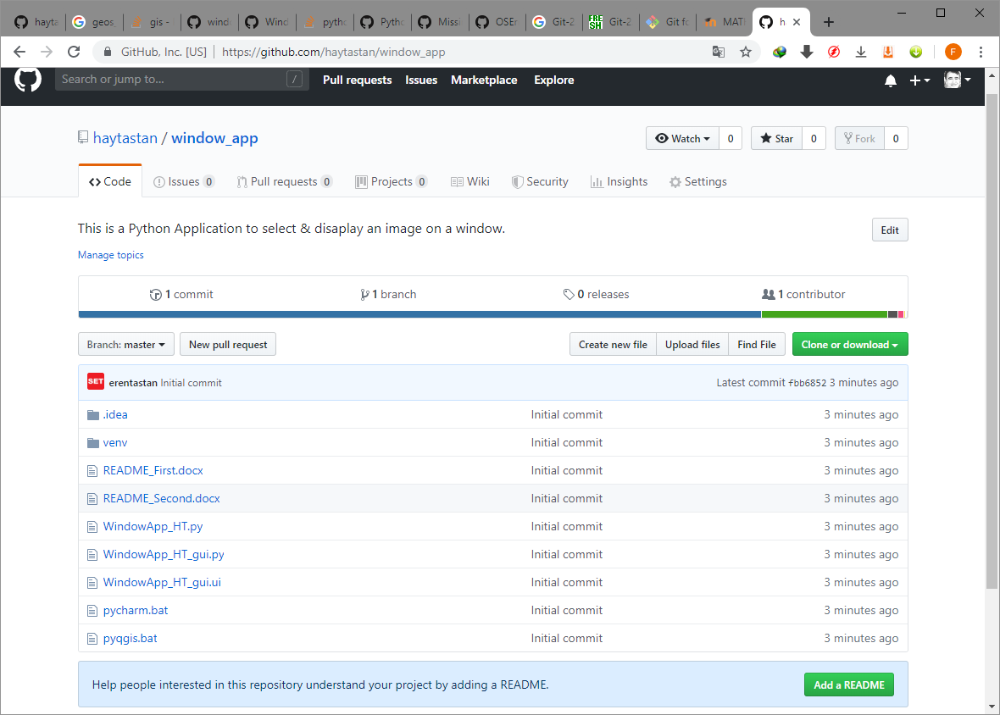 hayta geos_ gis - wind Wind pytho Pytho Missi OSEr Git-2 Git-2 Git fo MATI h
GitHub, Inc. [US] https://github.com/haytastan/window_app F
Search or jump to... / Pull requests Issues Marketplace Explore
haytastan / window_app Watch 0 Star 0 Fork 0
Code Issues 0 Pull requests 0 Projects 0 Wiki Security Insights Settings
This is a Python Application to select & disaplay an image on a window. Edit
Manage topics
1 commit 1 branch 0 releases 1 contributor
Branch: master New pull request Create new file Upload files Find File Clone or download
SET erentastan Initial commit Latest commit fbb6852 3 minutes ago
.idea Initial commit 3 minutes ago
venv Initial commit 3 minutes ago
README_First.docx Initial commit 3 minutes ago
README_Second.docx Initial commit 3 minutes ago
WindowApp_HT.py Initial commit 3 minutes ago
WindowApp_HT_gui.py Initial commit 3 minutes ago
WindowApp_HT_gui.ui Initial commit 3 minutes ago
pycharm.bat Initial commit 3 minutes ago
pyqgis.bat Initial commit 3 minutes ago
Help people interested in this repository understand your project by adding a README. Add a README